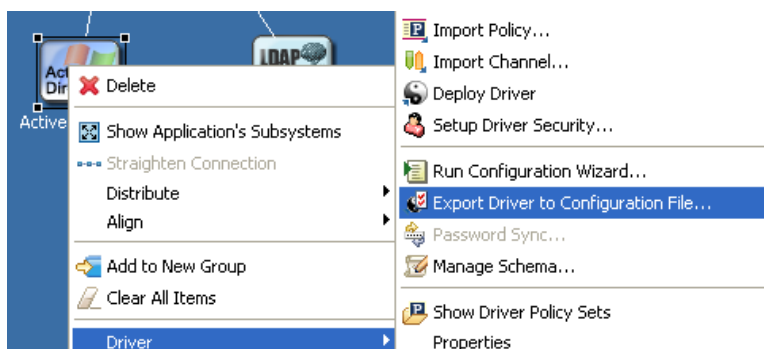 Act
Dir
Active
LDAP
Delete
Show Application's Subsystems
Straighten Connection
Distribute
Align
Add to New Group
Clear All Items
Driver
Import Policy...
Import Channel...
Deploy Driver
Setup Driver Security...
Run Configuration Wizard...
Export Driver to Configuration File...
Password Sync...
Manage Schema...
Show Driver Policy Sets
Properties